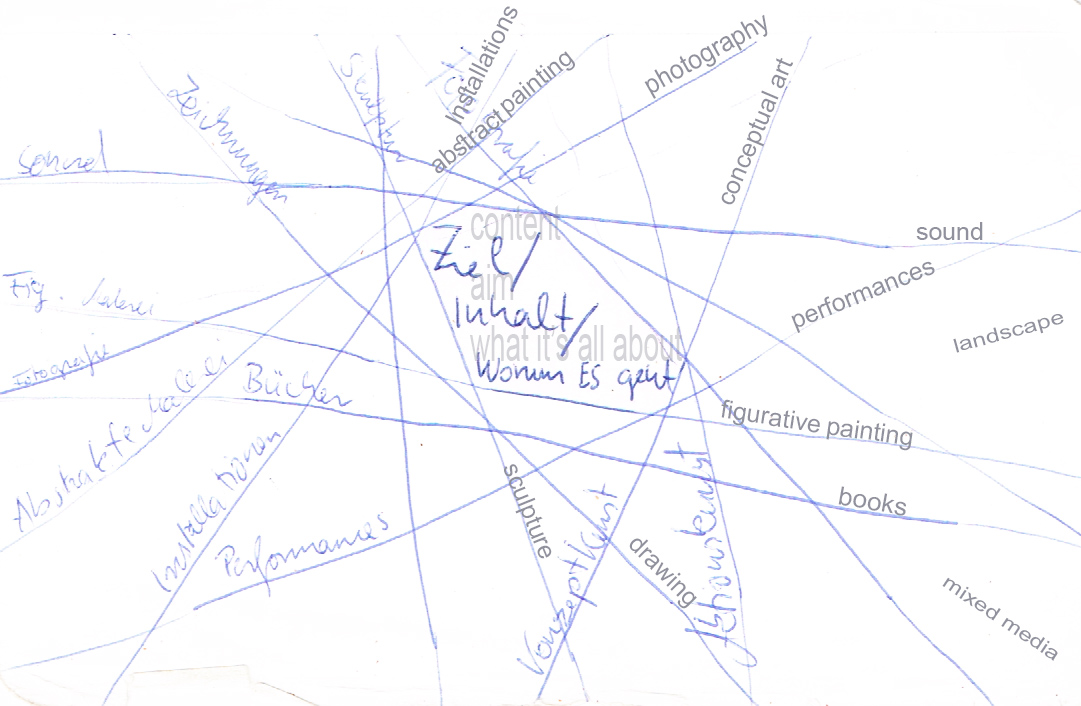 Installations
abstract painting
photography
conceptual art
Skulptur
Zeichnungen
Sound
content
Ziel/
aim
Inhalt/
what it's all about
Worum ES geht
sound
performances
landscape
Fig. Malerei
Fotografie
Abstrakte Malerei
Bücher
Installationen
Performances
figurative painting
books
sculpture
drawing
Konzeptkunst
Aktionskunst
mixed media